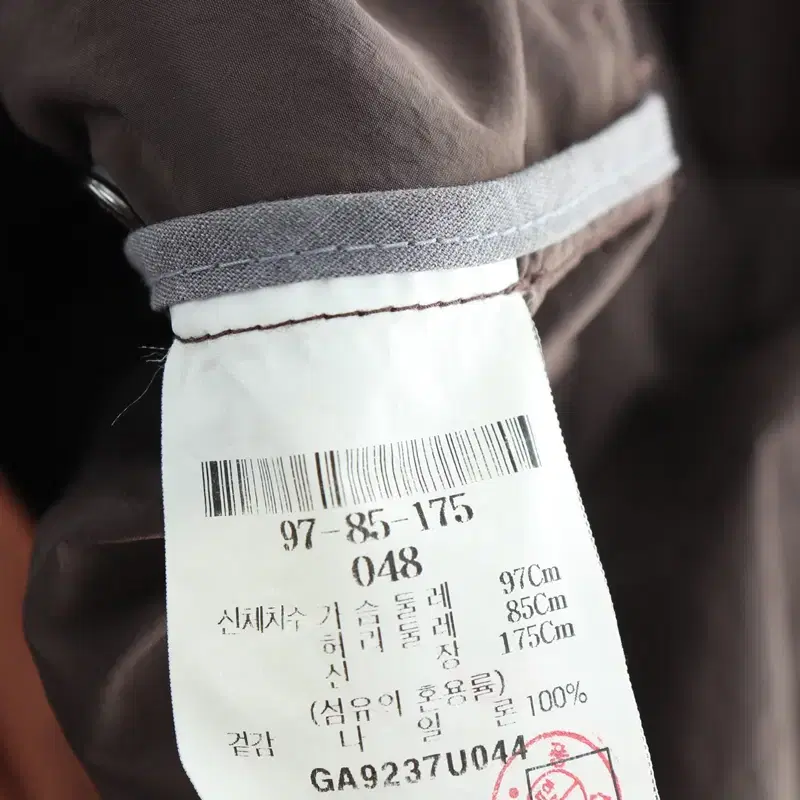 97-85-175
048
신체치수 가 슴 둘 레 97Cm
허 리 둘 레 85Cm
신 장 175Cm
(섬유의 혼용률)
겉감 나 일 론 100%
GA9237U044
품